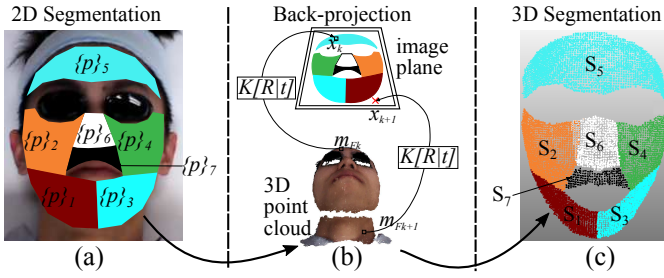 2D Segmentation
{p}5
{p}2
{p}6
{p}4
{p}7
{p}1
{p}3
(a)
Back-projection
xk
image
plane
xk+1
K[R|t]
K[R|t]
mFk
3D
point
cloud
mFk+1
(b)
3D Segmentation
S5
S2
S6
S4
S7
S1
S3
(c)